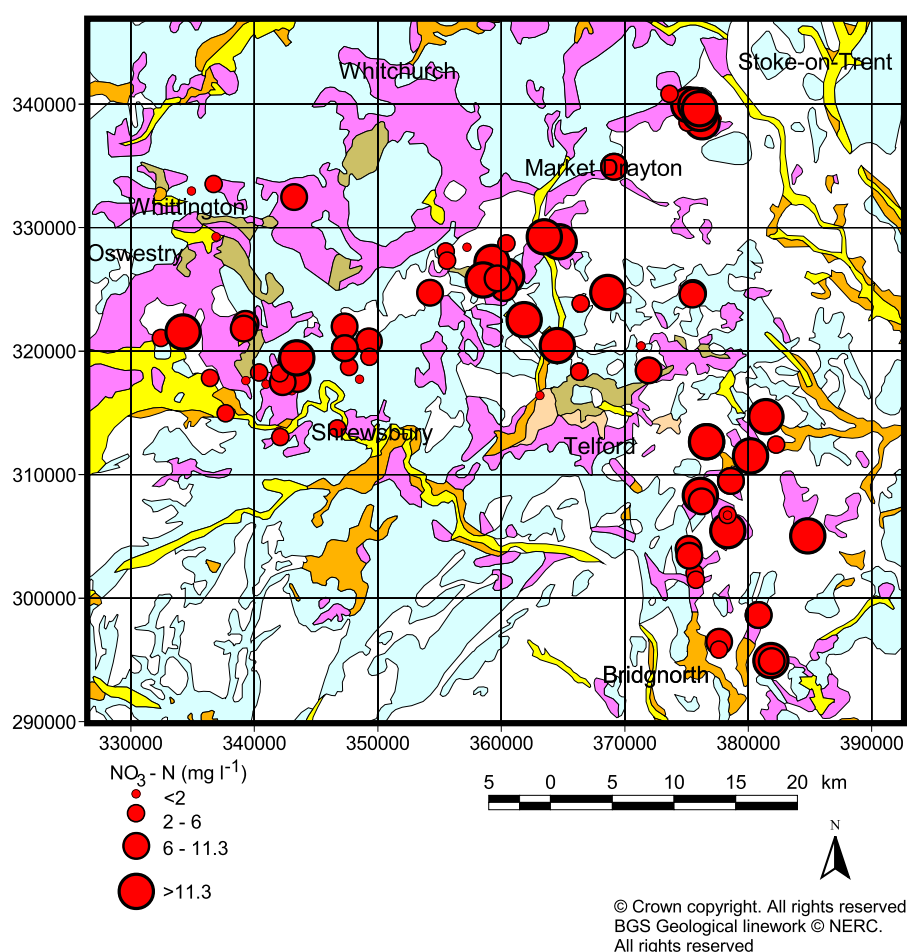 Whitchurch
Stoke-on-Trent
340000
Market Drayton
Whittington
330000
Oswestry
320000
Shrewsbury
Telford
310000
300000
Bridgnorth
290000
330000 340000 350000 360000 370000 380000 390000
NO3 - N (mg l-1)
<2
2 - 6
6 - 11.3
>11.3
5 0 5 10 15 20 km
N
© Crown copyright. All rights reserved
BGS Geological linework © NERC.
All rights reserved